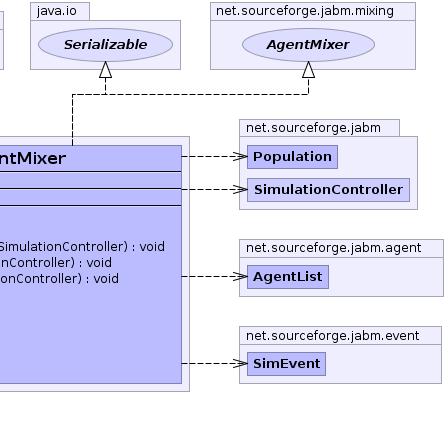 java.io
net.sourceforge.jabm.mixing
Serializable
AgentMixer
net.sourceforge.jabm
ntMixer
Population
SimulationController
SimulationController) : void
onController) : void
onController) : void
net.sourceforge.jabm.agent
AgentList
net.sourceforge.jabm.event
SimEvent